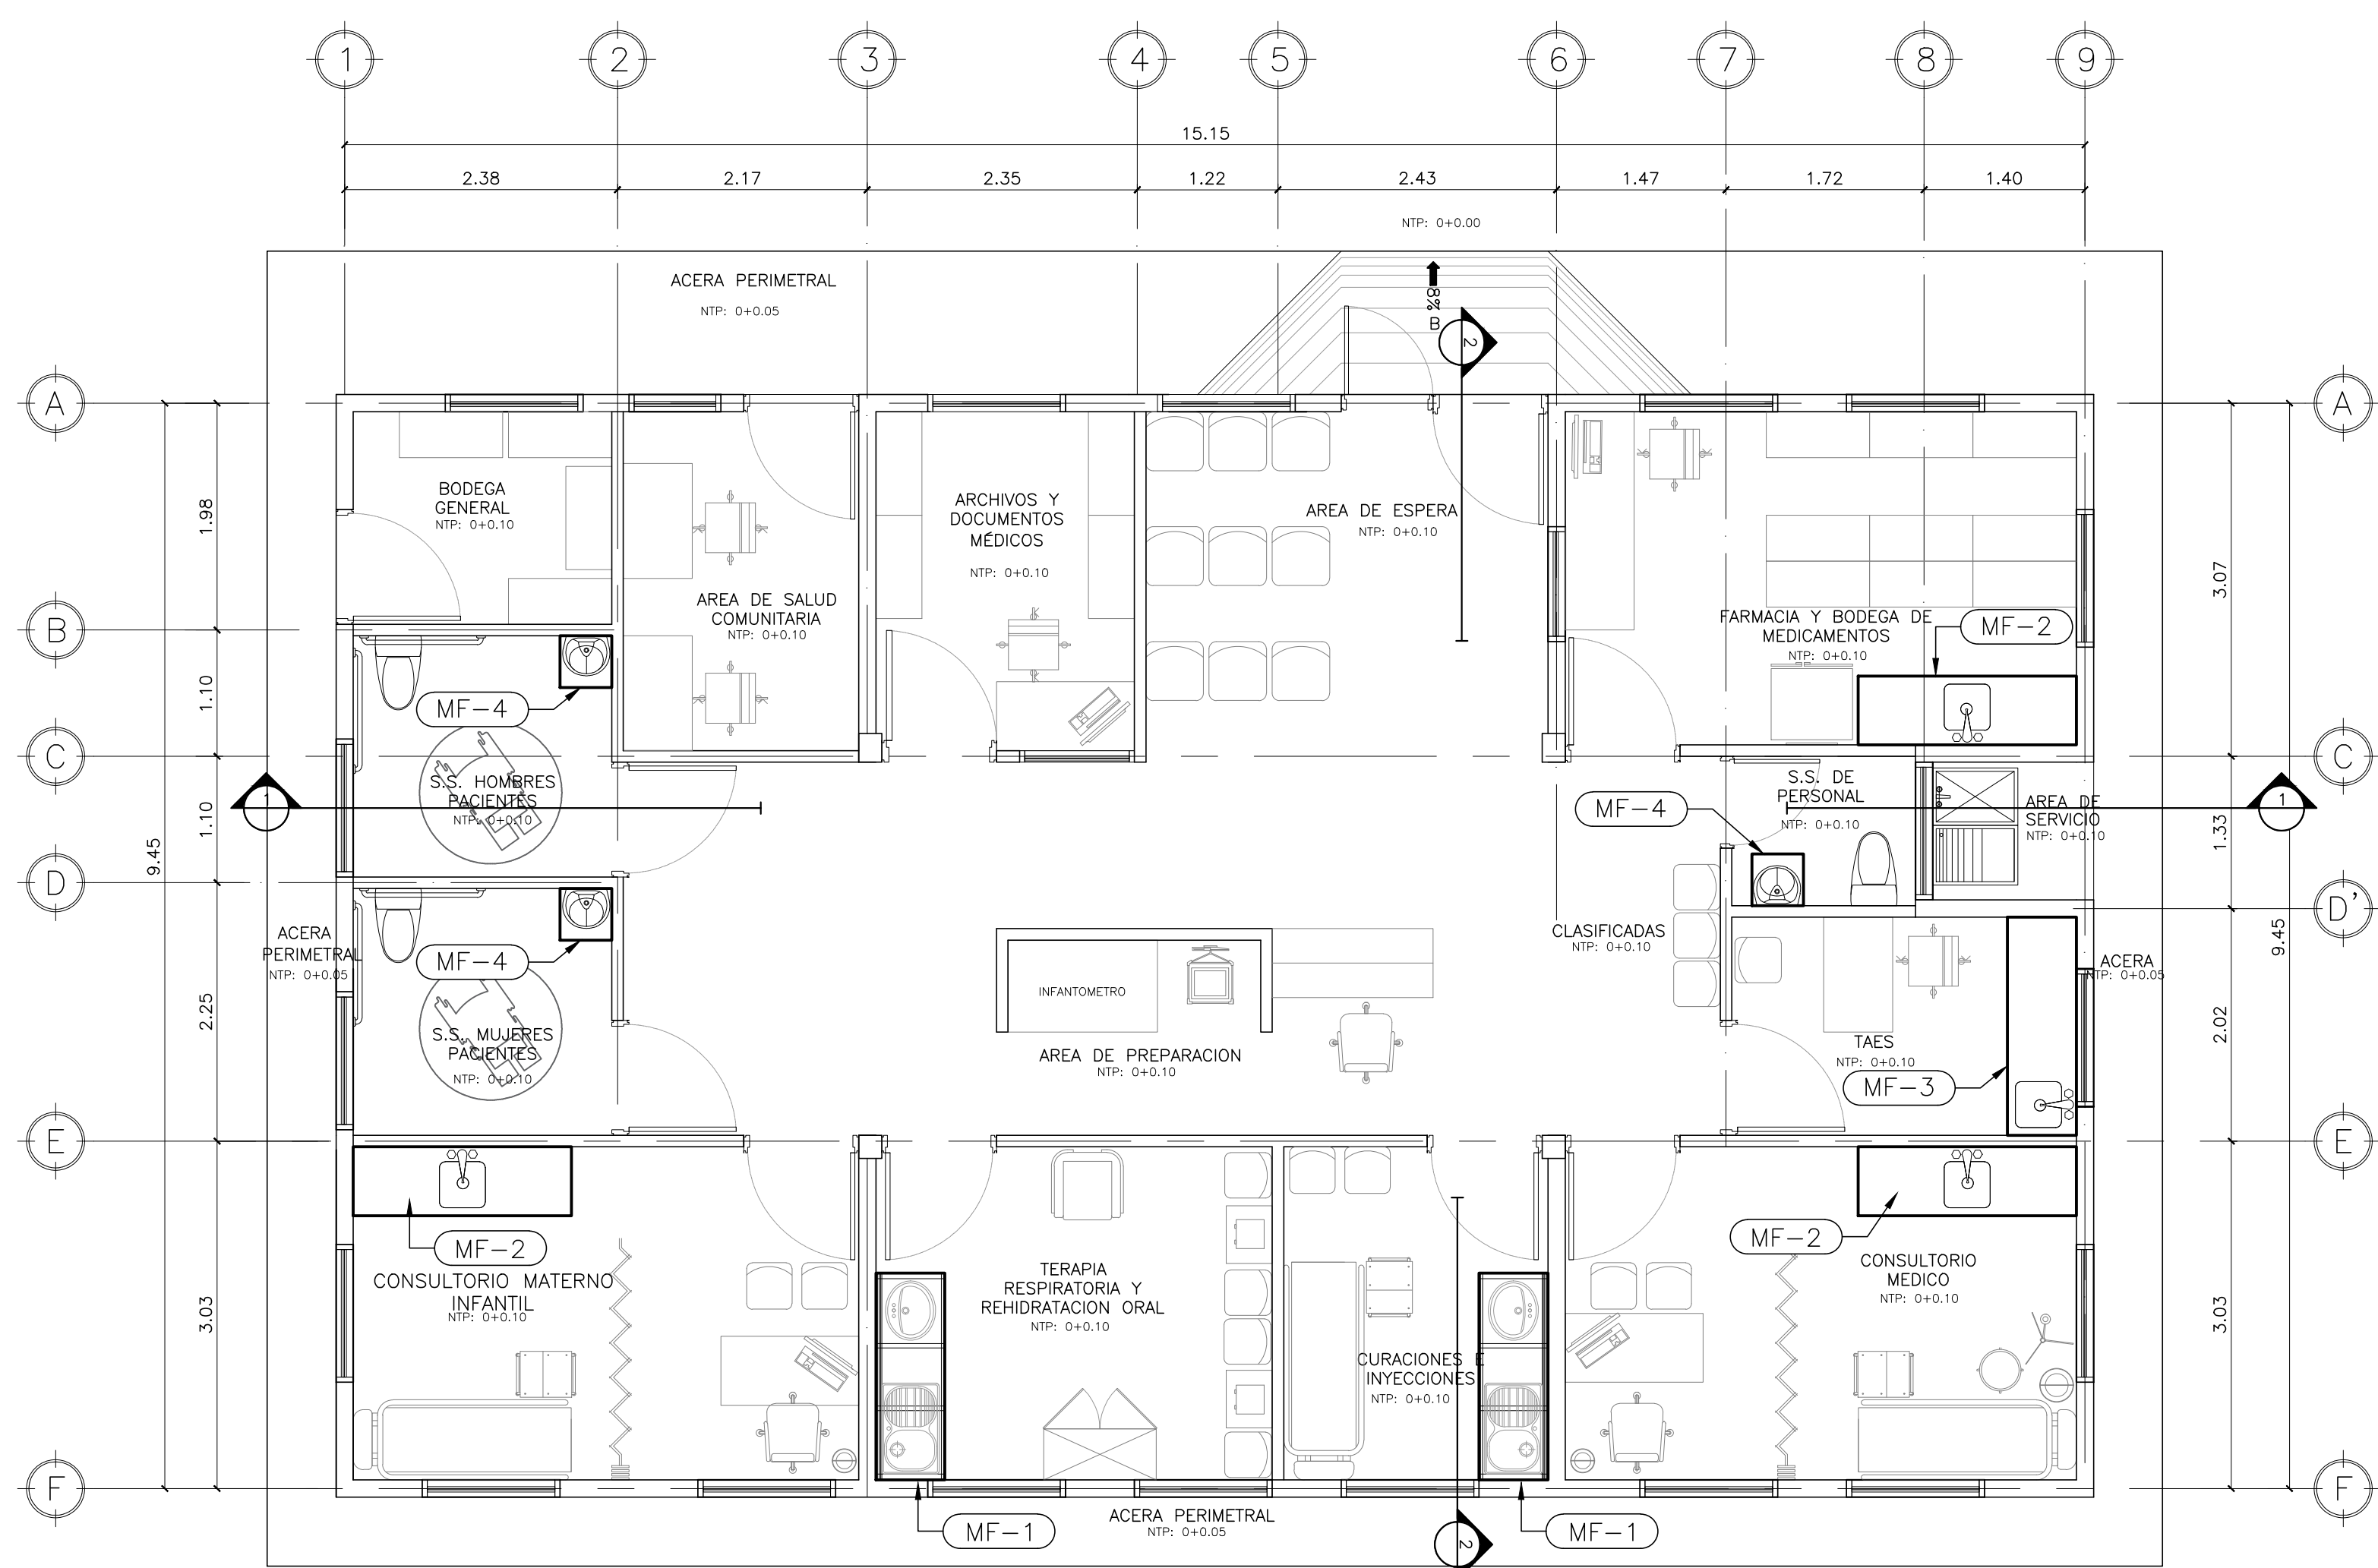 1 2 3 4 5 6 7 8 9
15.15
2.38 2.17 2.35 1.22 2.43 1.47 1.72 1.40
NTP: 0+0.00
ACERA PERIMETRAL
NTP: 0+0.05
8%
B
2
A A
BODEGA
GENERAL
NTP: 0+0.10
ARCHIVOS Y
DOCUMENTOS
MÉDICOS
NTP: 0+0.10
AREA DE ESPERA
NTP: 0+0.10
1.98
3.07
AREA DE SALUD
COMUNITARIA
NTP: 0+0.10
FARMACIA Y BODEGA DE
MEDICAMENTOS
NTP: 0+0.10
MF-2
B
1.10
MF-4
C C
S.S. HOMBRES
PACIENTES
NTP: 0+0.10
1
1.10
MF-4
S.S. DE
PERSONAL
NTP: 0+0.10
AREA DE
SERVICIO
NTP: 0+0.10
1
1.33
9.45
D D'
ACERA
PERIMETRAL
NTP: 0+0.05
MF-4
CLASIFICADAS
NTP: 0+0.10
9.45
ACERA
NTP: 0+0.05
INFANTOMETRO
2.25
2.02
S.S. MUJERES
PACIENTES
NTP: 0+0.10
AREA DE PREPARACION
NTP: 0+0.10
TAES
NTP: 0+0.10
MF-3
E E
MF-2
CONSULTORIO MATERNO
INFANTIL
NTP: 0+0.10
TERAPIA
RESPIRATORIA Y
REHIDRATACION ORAL
NTP: 0+0.10
MF-2
CONSULTORIO
MEDICO
NTP: 0+0.10
3.03
3.03
CURACIONES E
INYECCIONES
NTP: 0+0.10
F F
MF-1
ACERA PERIMETRAL
NTP: 0+0.05
2
MF-1